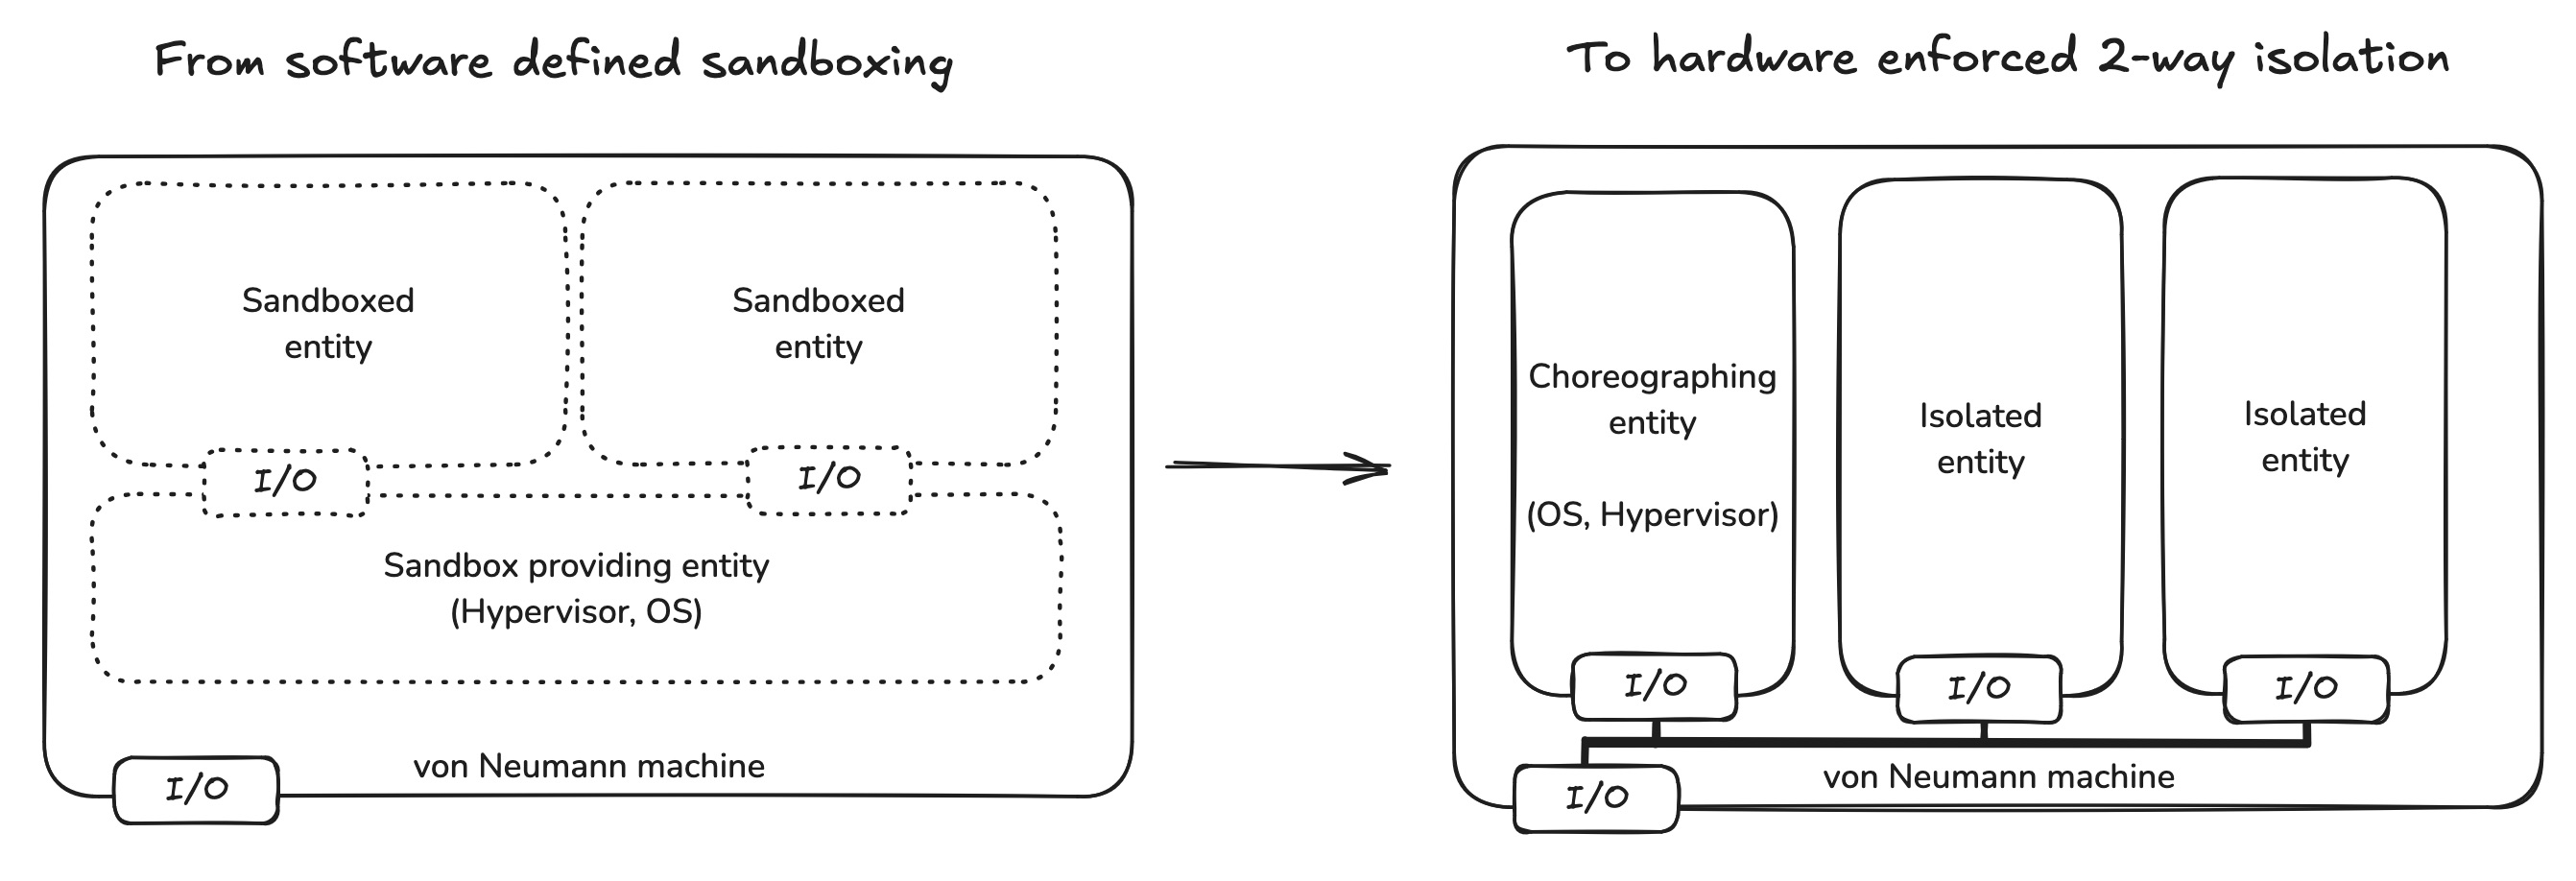 From software defined sandboxing
Sandboxed
entity
Sandboxed
entity
I/O
I/O
Sandbox providing entity
(Hypervisor, OS)
von Neumann machine
I/O
To hardware enforced 2-way isolation
Choreographing
entity
(OS, Hypervisor)
Isolated
entity
Isolated
entity
I/O
I/O
I/O
von Neumann machine
I/O